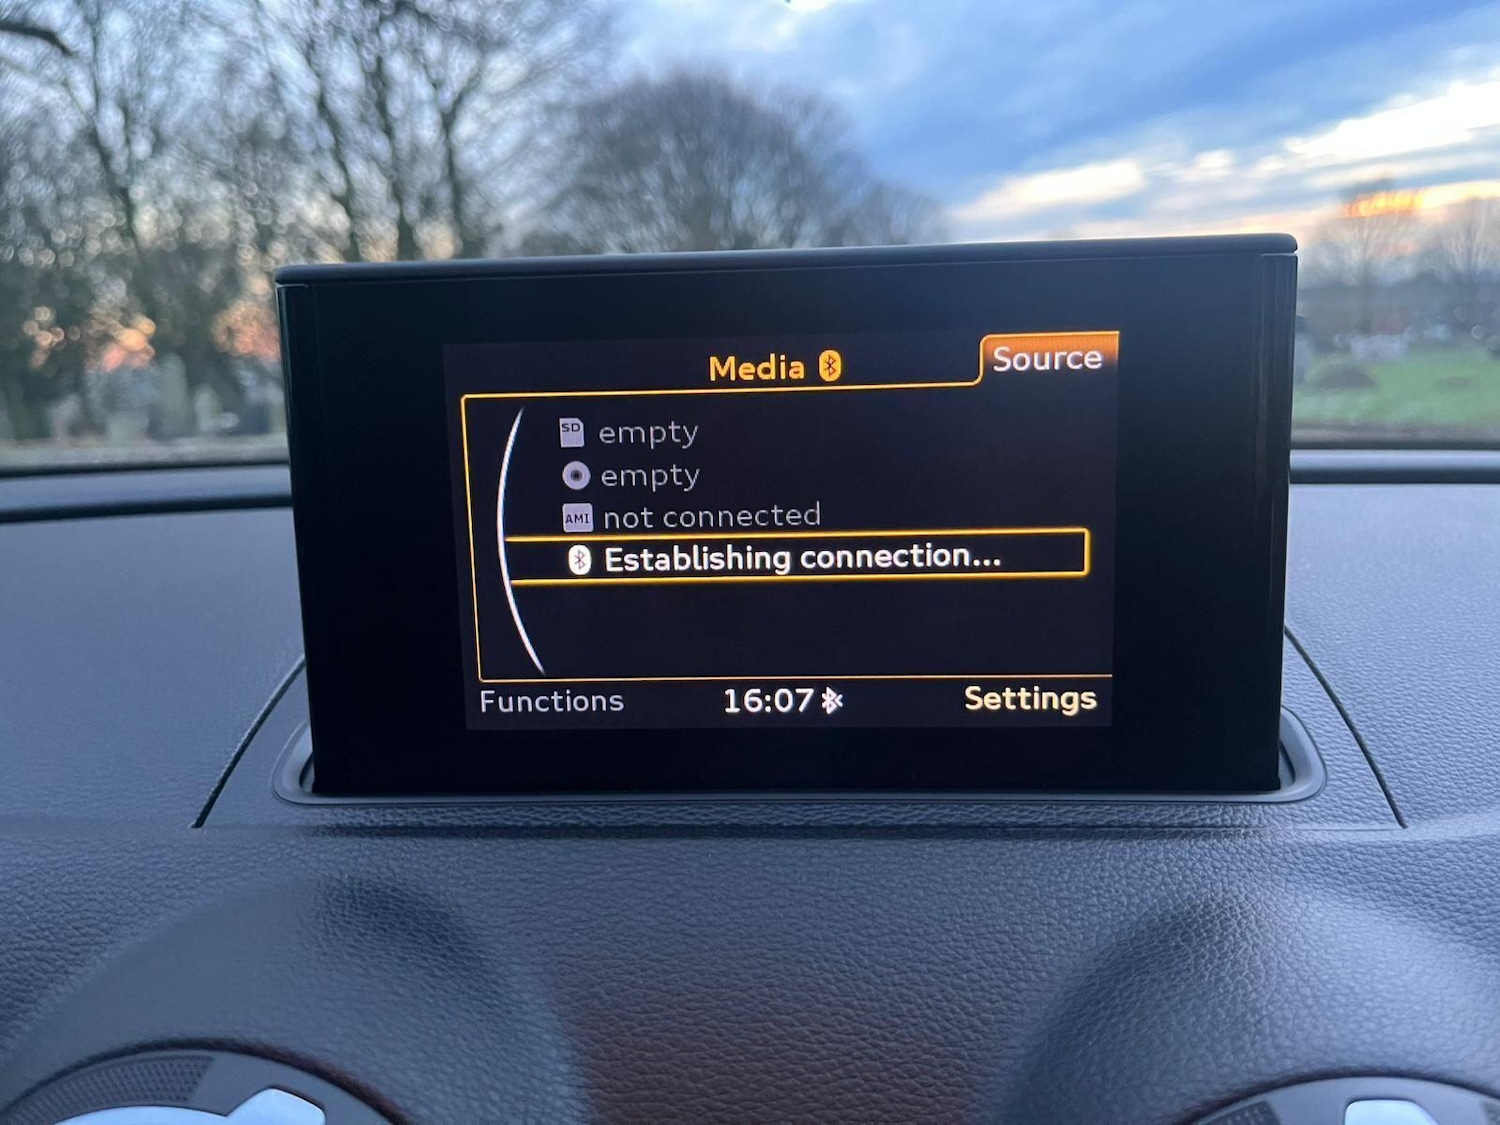 Media
Source
SD empty
empty
AMI not connected
Establishing connection...
Functions 16:07 Settings